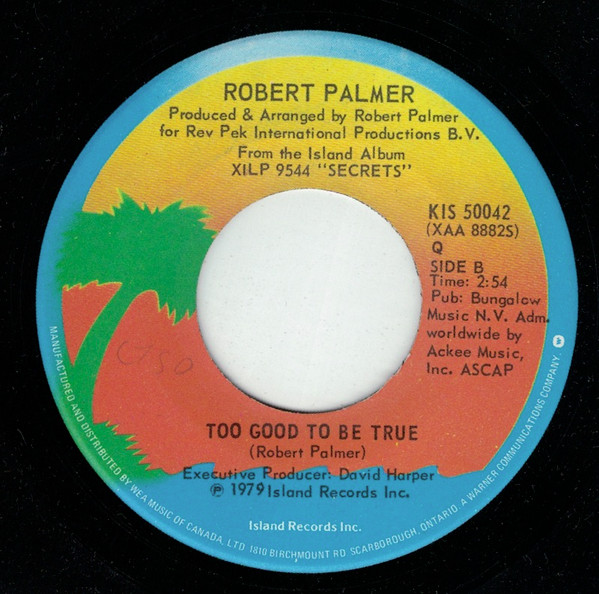 ROBERT PALMER
Produced & Arranged by Robert Palmer
for Rev Pek International Productions B.V.
From the Island Album
XILP 9544 "SECRETS"
KIS 50042
(XAA 8882S)
Q
SIDE B
Time: 2:54
Pub: Bungalow
Music N.V. Adm.
worldwide by
Ackee Music,
Inc. ASCAP
TOO GOOD TO BE TRUE
(Robert Palmer)
Executive Producer: David Harper
℗ 1979 Island Records Inc.
Island Records Inc.
MANUFACTURED AND DISTRIBUTED BY WEA MUSIC OF CANADA, LTD. 1810 BIRCHMOUNT RD. SCARBOROUGH, ONTARIO. A WARNER COMMUNICATIONS COMPANY.